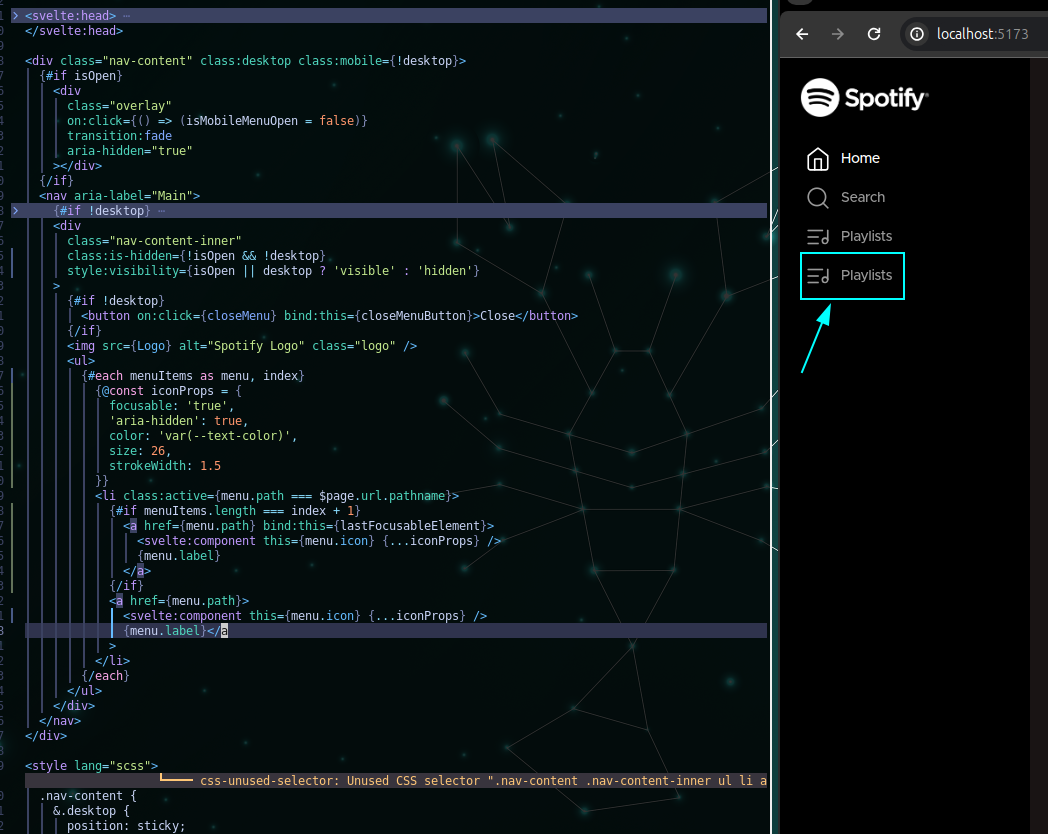 <svelte:head> ⋯
</svelte:head>
<div class="nav-content" class:desktop class:mobile={!desktop}>
{#if isOpen}
<div
class="overlay"
on:click={() => (isMobileMenuOpen = false)}
transition:fade
aria-hidden="true"
></div>
{/if}
<nav aria-label="Main">
{#if !desktop} ⋯
<div
class="nav-content-inner"
class:is-hidden={!isOpen && !desktop}
style:visibility={isOpen || desktop ? 'visible' : 'hidden'}
>
{#if !desktop}
<button on:click={closeMenu} bind:this={closeMenuButton}>Close</button>
{/if}
<img src={Logo} alt="Spotify Logo" class="logo" />
<ul>
{#each menuItems as menu, index}
{@const iconProps = {
focusable: 'true',
'aria-hidden': true,
color: 'var(--text-color)',
size: 26,
strokeWidth: 1.5
}}
<li class:active={menu.path === $page.url.pathname}>
{#if menuItems.length === index + 1}
<a href={menu.path} bind:this={lastFocusableElement}>
<svelte:component this={menu.icon} {...iconProps} />
{menu.label}
</a>
{/if}
<a href={menu.path}>
<svelte:component this={menu.icon} {...iconProps} />
{menu.label}</a
>
</li>
{/each}
</ul>
</div>
</nav>
</div>
<style lang="scss">
css-unused-selector: Unused CSS selector ".nav-content .nav-content-inner ul li a
.nav-content {
&.desktop {
position: sticky;
localhost:5173
Spotify®
Home
Search
Playlists
Playlists